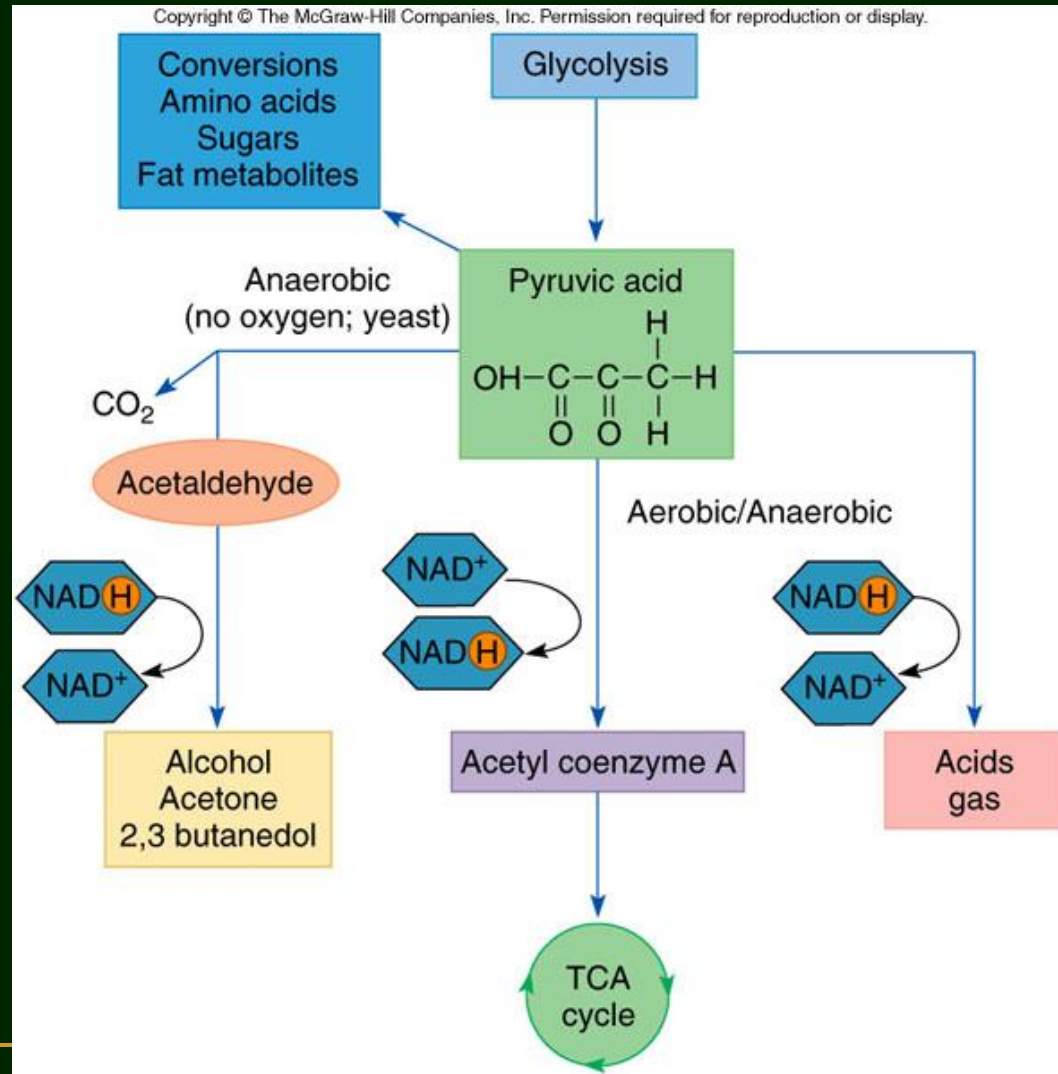 Copyright © The McGraw-Hill Companies, Inc. Permission required for reproduction or display.
Conversions
Amino acids
Sugars
Fat metabolites
Glycolysis
Anaerobic
(no oxygen; yeast)
Pyruvic acid
H
OH–C–C–C–H
O O H
CO₂
Acetaldehyde
Aerobic/Anaerobic
NADH
NAD⁺
NAD⁺
NADH
NADH
NAD⁺
Alcohol
Acetone
2,3 butanedol
Acetyl coenzyme A
Acids
gas
TCA
cycle